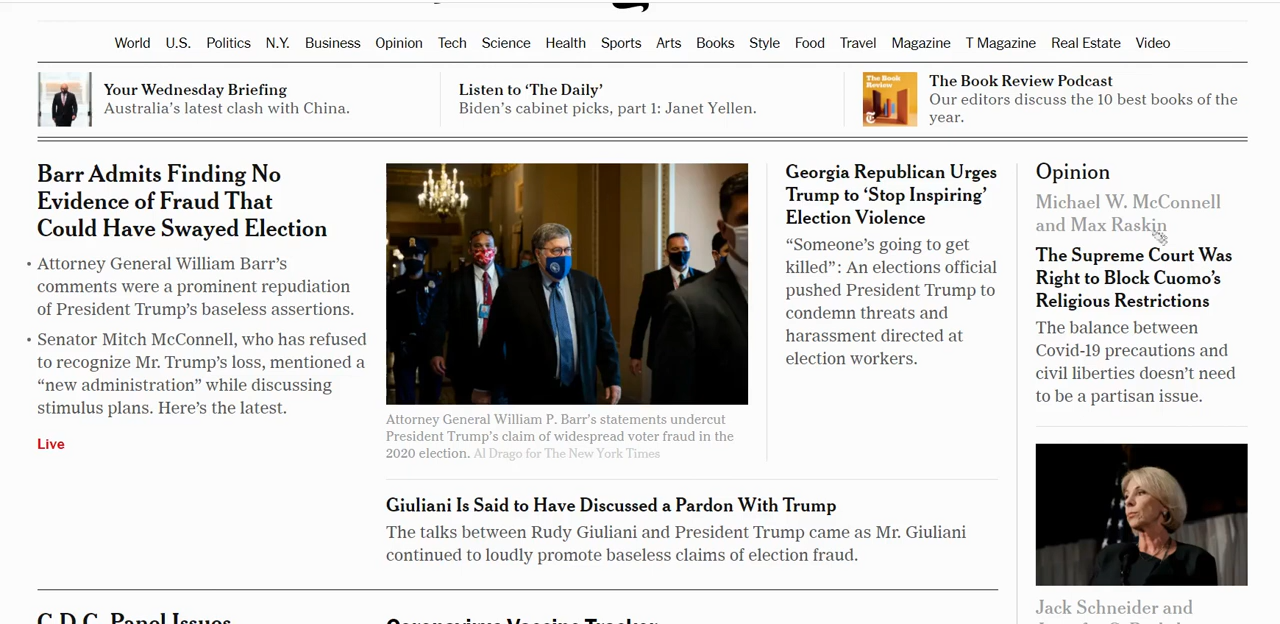 World U.S. Politics N.Y. Business Opinion Tech Science Health Sports Arts Books Style Food Travel Magazine T Magazine Real Estate Video
Your Wednesday Briefing
Australia's latest clash with China.
Listen to 'The Daily'
Biden's cabinet picks, part 1: Janet Yellen.
The Book Review
The Book Review Podcast
Our editors discuss the 10 best books of the
year.
Barr Admits Finding No
Evidence of Fraud That
Could Have Swayed Election
• Attorney General William Barr's
comments were a prominent repudiation
of President Trump's baseless assertions.
• Senator Mitch McConnell, who has refused
to recognize Mr. Trump's loss, mentioned a
“new administration” while discussing
stimulus plans. Here's the latest.
Live
Attorney General William P. Barr's statements undercut
President Trump's claim of widespread voter fraud in the
2020 election. Al Drago for The New York Times
Georgia Republican Urges
Trump to ‘Stop Inspiring’
Election Violence
“Someone's going to get
killed”: An elections official
pushed President Trump to
condemn threats and
harassment directed at
election workers.
Giuliani Is Said to Have Discussed a Pardon With Trump
The talks between Rudy Giuliani and President Trump came as Mr. Giuliani
continued to loudly promote baseless claims of election fraud.
C.D.C. Panel Issues
Coronavirus Vaccine Tracker
Opinion
Michael W. McConnell
and Max Raskin
The Supreme Court Was
Right to Block Cuomo's
Religious Restrictions
The balance between
Covid-19 precautions and
civil liberties doesn't need
to be a partisan issue.
Jack Schneider and